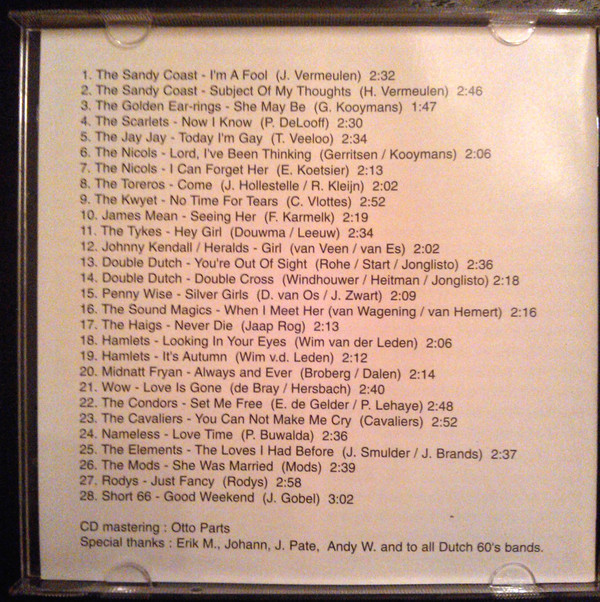 1. The Sandy Coast - I'm A Fool (J. Vermeulen) 2:32
2. The Sandy Coast - Subject Of My Thoughts (H. Vermeulen) 2:46
3. The Golden Ear-rings - She May Be (G. Kooymans) 1:47
4. The Scarlets - Now I Know (P. DeLooff) 2:30
5. The Jay Jay - Today I'm Gay (T. Veeloo) 2:34
6. The Nicols - Lord, I've Been Thinking (Gerritsen / Kooymans) 2:06
7. The Nicols - I Can Forget Her (E. Koetsier) 2:13
8. The Toreros - Come (J. Hollestelle / R. Kleijn) 2:02
9. The Kwyet - No Time For Tears (C. Vlottes) 2:52
10. James Mean - Seeing Her (F. Karmelk) 2:19
11. The Tykes - Hey Girl (Douwma / Leeuw) 2:34
12. Johnny Kendall / Heralds - Girl (van Veen / van Es) 2:02
13. Double Dutch - You're Out Of Sight (Rohe / Start / Jonglisto) 2:36
14. Double Dutch - Double Cross (Windhouwer / Heitman / Jonglisto) 2:18
15. Penny Wise - Silver Girls (D. van Os / J. Zwart) 2:09
16. The Sound Magics - When I Meet Her (van Wagening / van Hemert) 2:16
17. The Haigs - Never Die (Jaap Rog) 2:13
18. Hamlets - Looking In Your Eyes (Wim van der Leden) 2:06
19. Hamlets - It's Autumn (Wim v.d. Leden) 2:12
20. Midnatt Fryan - Always and Ever (Broberg / Dalen) 2:14
21. Wow - Love Is Gone (de Bray / Hersbach) 2:40
22. The Condors - Set Me Free (E. de Gelder / P. Lehaye) 2:48
23. The Cavaliers - You Can Not Make Me Cry (Cavaliers) 2:52
24. Nameless - Love Time (P. Buwalda) 2:36
25. The Elements - The Loves I Had Before (J. Smulder / J. Brands) 2:37
26. The Mods - She Was Married (Mods) 2:39
27. Rodys - Just Fancy (Rodys) 2:58
28. Short 66 - Good Weekend (J. Gobel) 3:02
CD mastering : Otto Parts
Special thanks : Erik M., Johann, J. Pate, Andy W. and to all Dutch 60's bands.